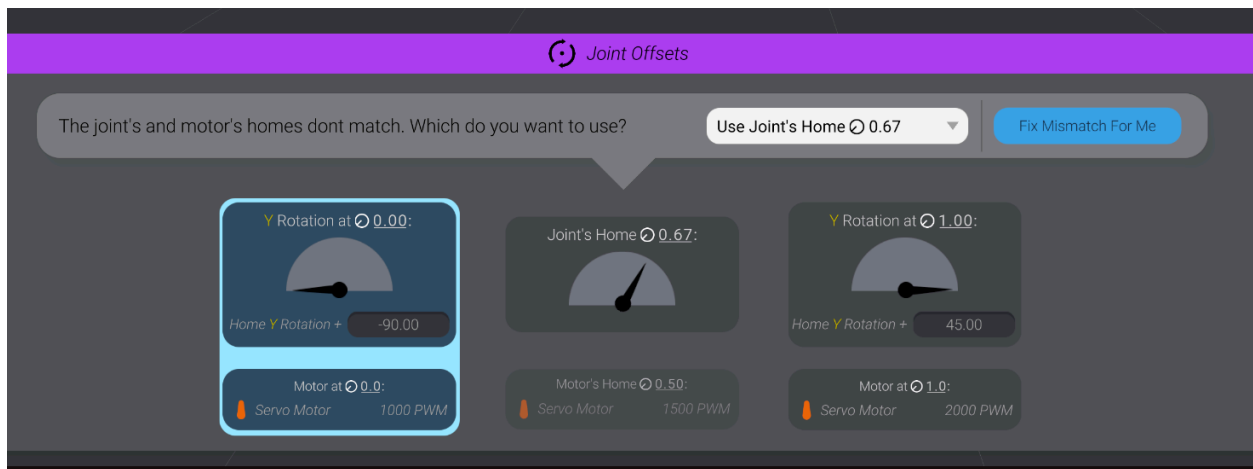 Joint Offsets
The joint's and motor's homes dont match. Which do you want to use?
Use Joint's Home 0.67
Fix Mismatch For Me
Y Rotation at 0.00:
Home Y Rotation + -90.00
Motor at 0.0:
Servo Motor 1000 PWM
Joint's Home 0.67:
Motor's Home 0.50:
Servo Motor 1500 PWM
Y Rotation at 1.00:
Home Y Rotation + 45.00
Motor at 1.0:
Servo Motor 2000 PWM